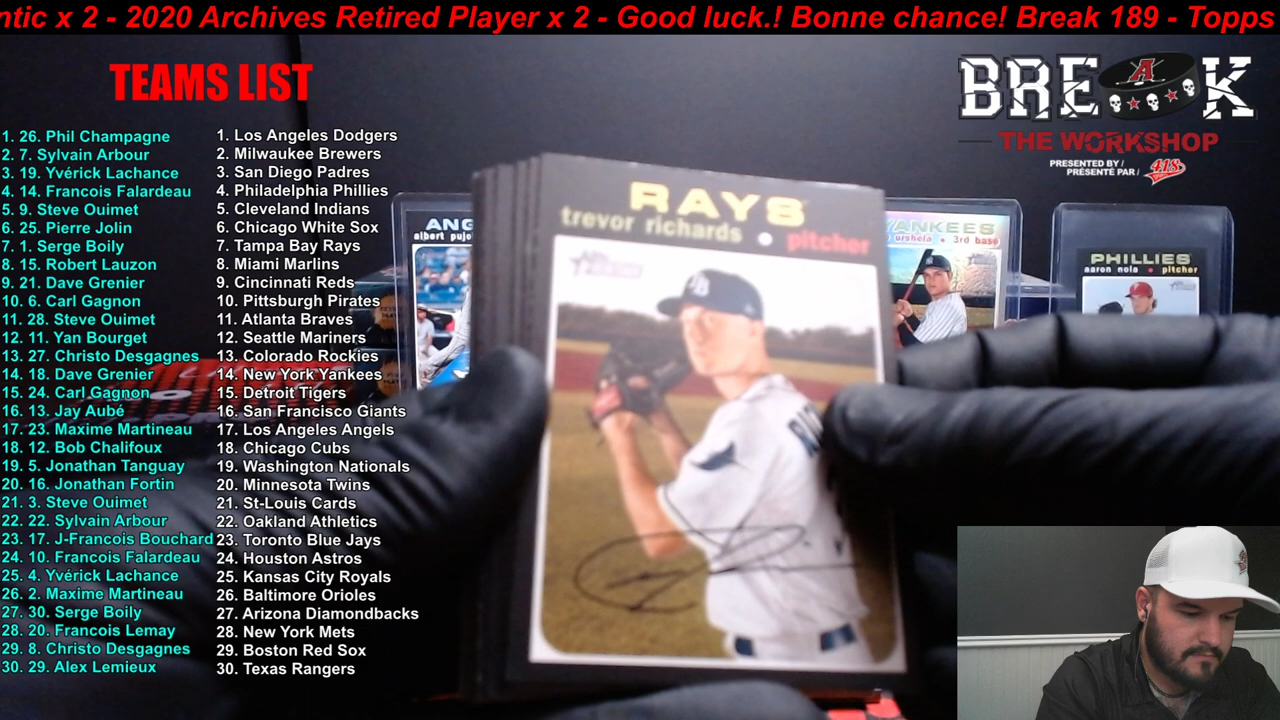 ntic x 2 - 2020 Archives Retired Player x 2 - Good luck.! Bonne chance! Break 189 - Topps
TEAMS LIST
1. 26. Phil Champagne
2. 7. Sylvain Arbour
3. 19. Yvérick Lachance
4. 14. Francois Falardeau
5. 9. Steve Ouimet
6. 25. Pierre Jolin
7. 1. Serge Boily
8. 15. Robert Lauzon
9. 21. Dave Grenier
10. 6. Carl Gagnon
11. 28. Steve Ouimet
12. 11. Yan Bourget
13. 27. Christo Desgagnes
14. 18. Dave Grenier
15. 24. Carl Gagnon
16. 13. Jay Aubé
17. 23. Maxime Martineau
18. 12. Bob Chalifoux
19. 5. Jonathan Tanguay
20. 16. Jonathan Fortin
21. 3. Steve Ouimet
22. 22. Sylvain Arbour
23. 17. J-Francois Bouchard
24. 10. Francois Falardeau
25. 4. Yvérick Lachance
26. 2. Maxime Martineau
27. 30. Serge Boily
28. 20. Francois Lemay
29. 8. Christo Desgagnes
30. 29. Alex Lemieux
1. Los Angeles Dodgers
2. Milwaukee Brewers
3. San Diego Padres
4. Philadelphia Phillies
5. Cleveland Indians
6. Chicago White Sox
7. Tampa Bay Rays
8. Miami Marlins
9. Cincinnati Reds
10. Pittsburgh Pirates
11. Atlanta Braves
12. Seattle Mariners
13. Colorado Rockies
14. New York Yankees
15. Detroit Tigers
16. San Francisco Giants
17. Los Angeles Angels
18. Chicago Cubs
19. Washington Nationals
20. Minnesota Twins
21. St-Louis Cards
22. Oakland Athletics
23. Toronto Blue Jays
24. Houston Astros
25. Kansas City Royals
26. Baltimore Orioles
27. Arizona Diamondbacks
28. New York Mets
29. Boston Red Sox
30. Texas Rangers
ANG
albert pujo
RAYS
trevor richards • pitcher
YANKEES
urshela • 3rd base
PHILLIES
aaron nola • pitcher
BREAK
THE WORKSHOP
PRESENTED BY /
PRÉSENTÉ PAR /
418